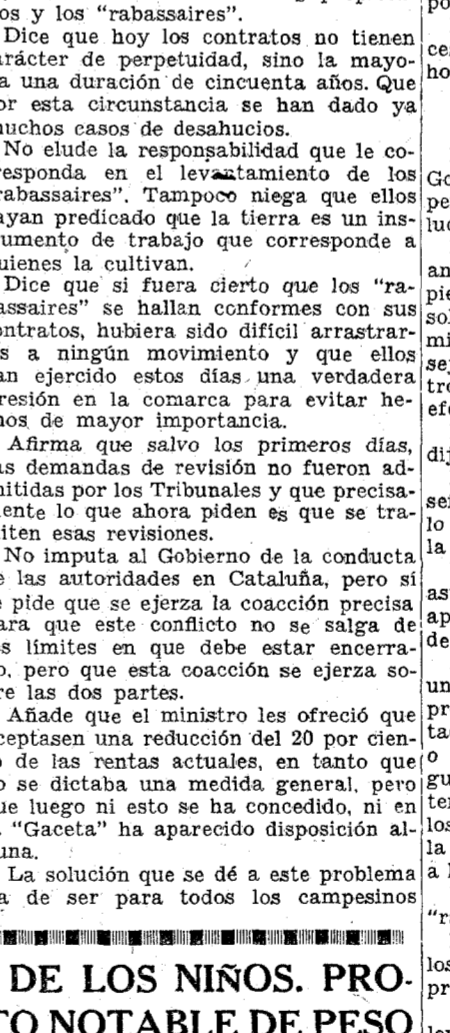 os y los "rabassaires".
Dice que hoy los contratos no tienen
arácter de perpetuidad, sino la mayo-
a una duración de cincuenta años. Que
or esta circunstancia se han dado ya
uchos casos de desahucios.
No elude la responsabilidad que le co-
esponda en el levantamiento de los
rabassaires". Tampoco niega que ellos
ayan predicado que la tierra es un ins-
umento de trabajo que corresponde a
uienes la cultivan.
Dice que si fuera cierto que los "ra-
assaires" se hallan conformes con sus
ontratos, hubiera sido difícil arrastrar-
s a ningún movimiento y que ellos
an ejercido estos días una verdadera
resión en la comarca para evitar he-
hos de mayor importancia.
Afirma que salvo los primeros días,
as demandas de revisión no fueron ad-
mitidas por los Tribunales y que precisa-
ente lo que ahora piden es que se tra-
iten esas revisiones.
No imputa al Gobierno de la conducta
e las autoridades en Cataluña, pero sí
e pide que se ejerza la coacción precisa
ara que este conflicto no se salga de
s límites en que debe estar encerra-
o, pero que esta coacción se ejerza so-
re las dos partes.
Añade que el ministro les ofreció que
ceptasen una reducción del 20 por cien-
o de las rentas actuales, en tanto que
o se dictaba una medida general, pero
ue luego ni esto se ha concedido, ni en
"Gaceta" ha aparecido disposición al-
una.
La solución que se dé a este problema
a de ser para todos los campesinos
DE LOS NIÑOS. PRO-
TO NOTABLE DE PESO